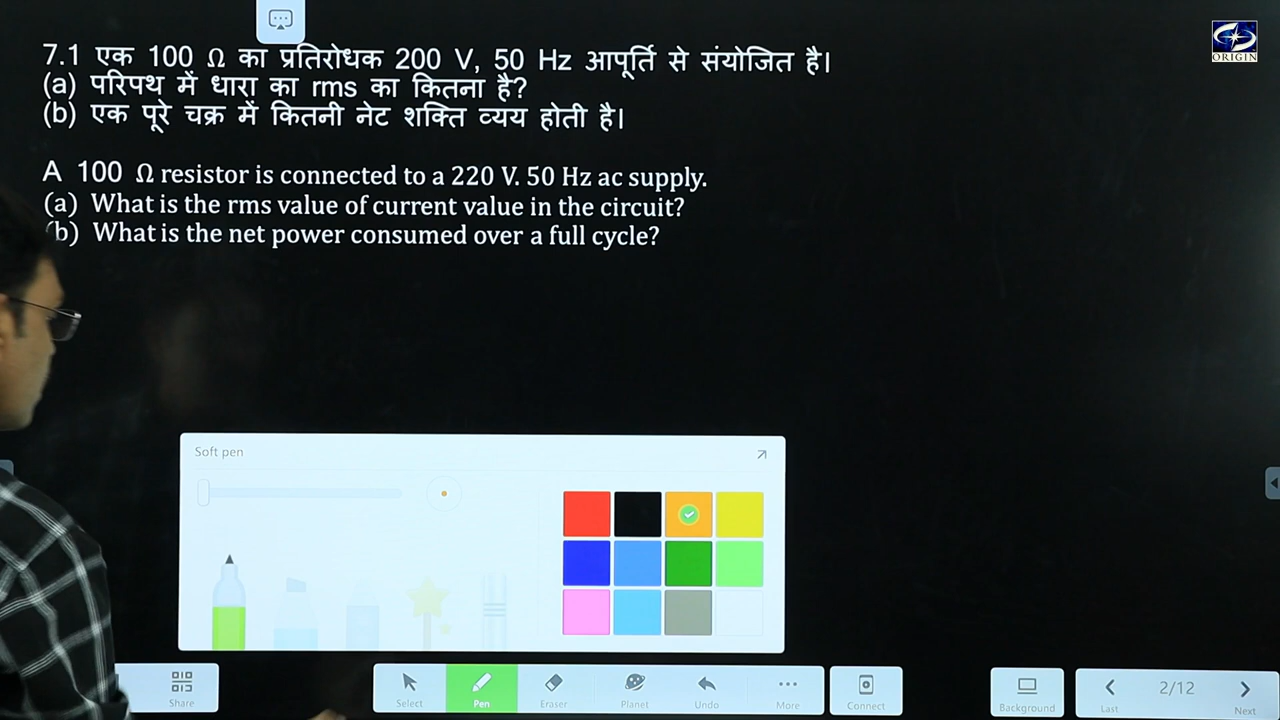 7.1 एक 100 Ω का प्रतिरोधक 200 V, 50 Hz आपूर्ति से संयोजित है।
(a) परिपथ में धारा का rms का कितना है?
(b) एक पूरे चक्र में कितनी नेट शक्ति व्यय होती है।
A 100 Ω resistor is connected to a 220 V. 50 Hz ac supply.
(a) What is the rms value of current value in the circuit?
(b) What is the net power consumed over a full cycle?
ORIGIN
Soft pen
Share
Select
Pen
Eraser
Planet
Undo
More
Connect
Background
Last
2/12
Next